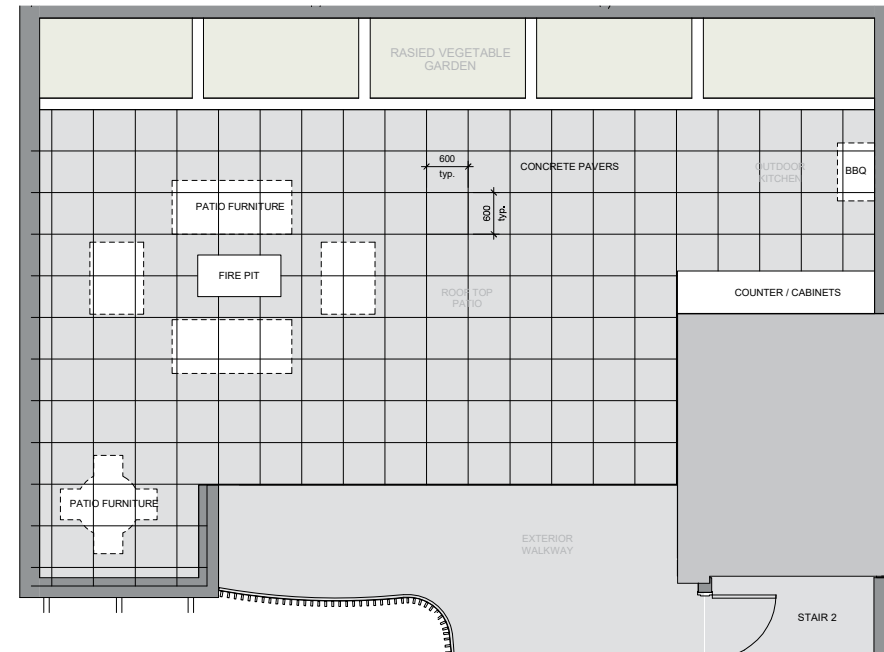 RASIED VEGETABLE
GARDEN
600
typ.
CONCRETE PAVERS
OUTDOOR
KITCHEN
BBQ
PATIO FURNITURE
600
typ.
FIRE PIT
ROOF TOP
PATIO
COUNTER / CABINETS
PATIO FURNITURE
EXTERIOR
WALKWAY
STAIR 2